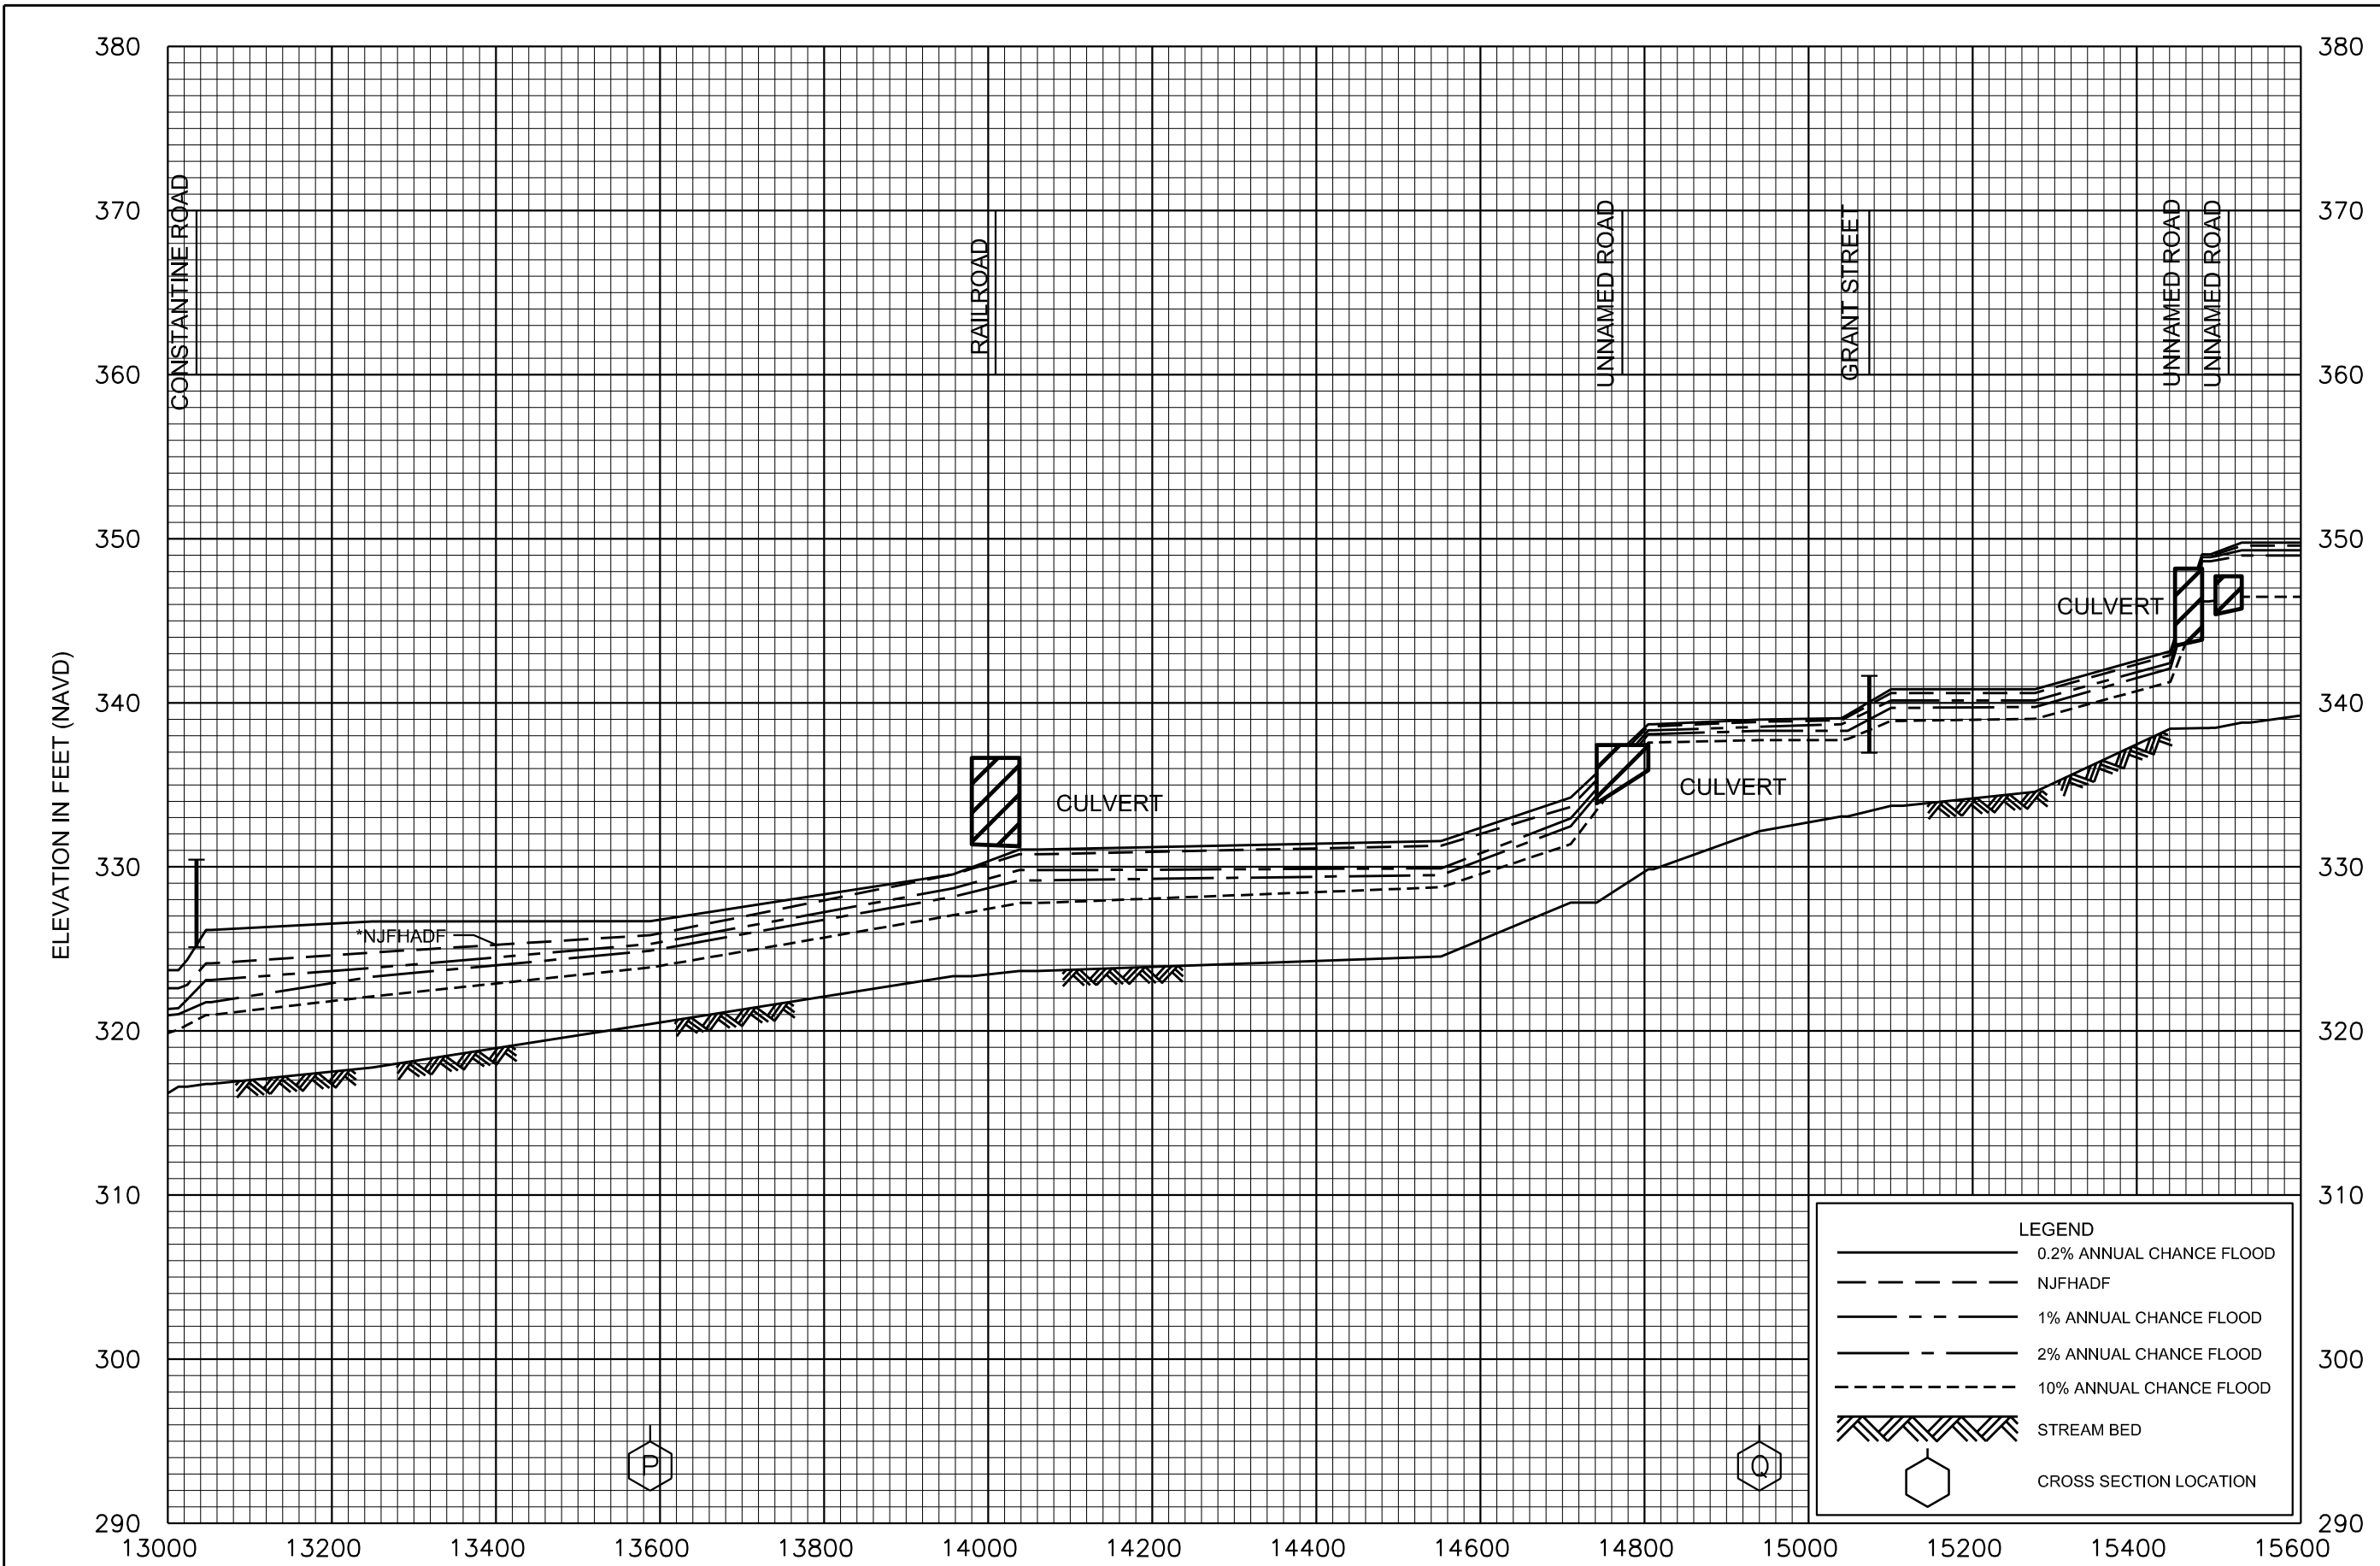 380
370
360
350
340
330
320
310
300
290
ELEVATION IN FEET (NAVD)
CONSTANTINE ROAD
RAILROAD
UNNAMED ROAD
GRANT STREET
UNNAMED ROAD
UNNAMED ROAD
*NJFHADF
CULVERT
CULVERT
CULVERT
P
Q
380
370
360
350
340
330
320
310
300
290
LEGEND
0.2% ANNUAL CHANCE FLOOD
NJFHADF
1% ANNUAL CHANCE FLOOD
2% ANNUAL CHANCE FLOOD
10% ANNUAL CHANCE FLOOD
STREAM BED
CROSS SECTION LOCATION
13000 13200 13400 13600 13800 14000 14200 14400 14600 14800 15000 15200 15400 15600